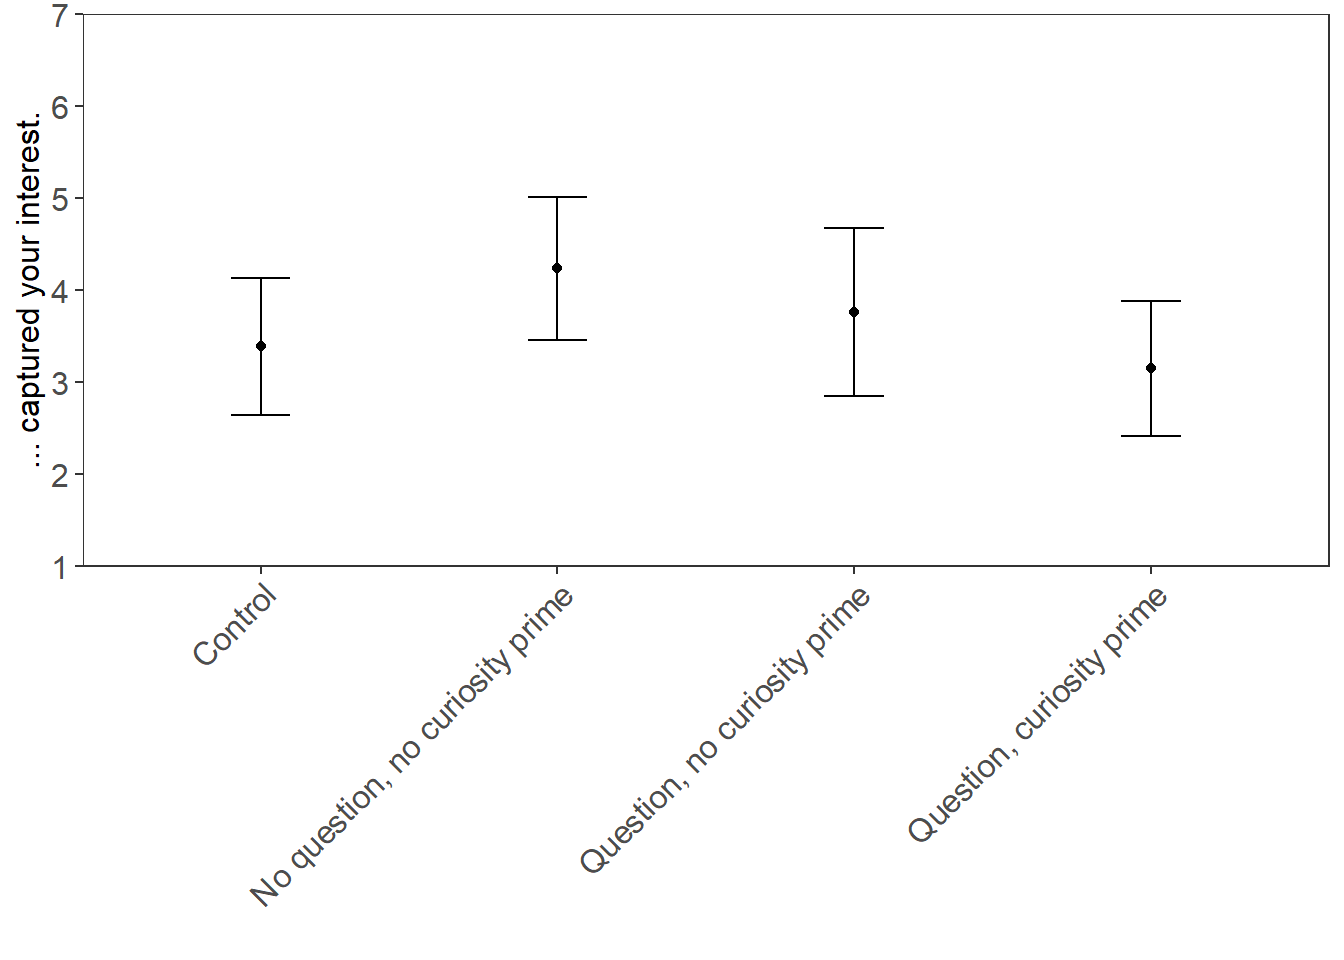 7
6
5
4
3
2
1
... captured your interest.
Control
No question, no curiosity prime
Question, no curiosity prime
Question, curiosity prime